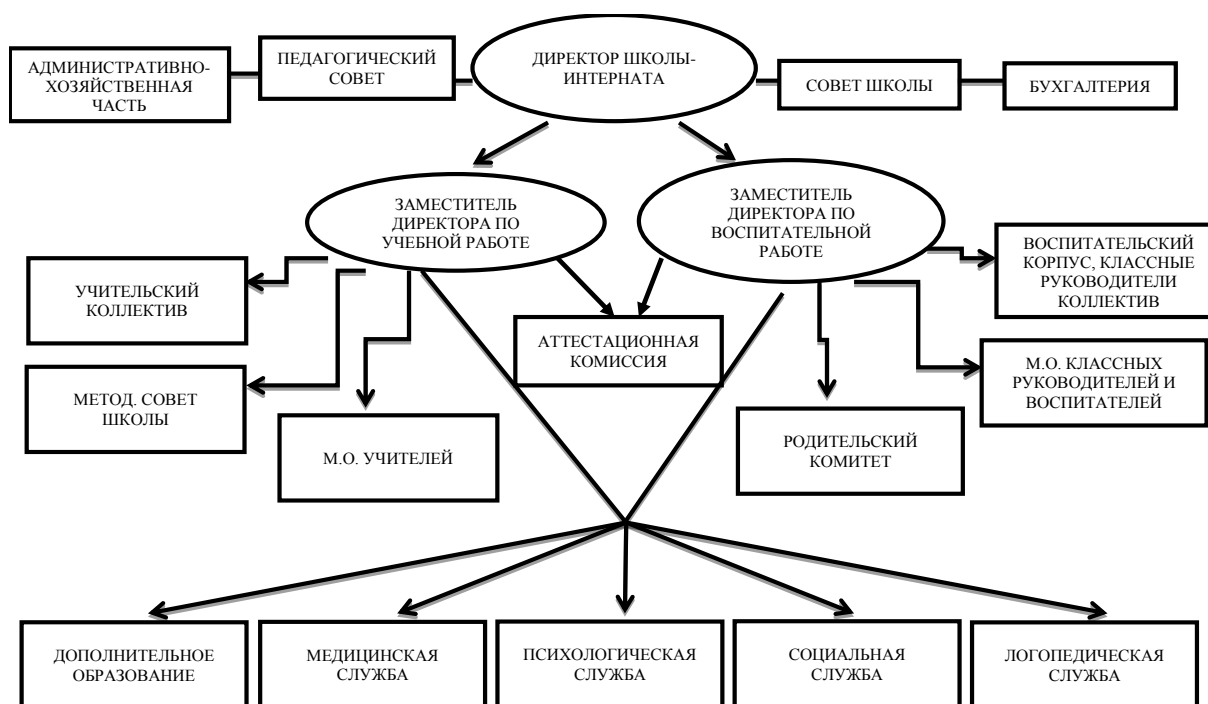 АДМИНИСТРАТИВНО-
ХОЗЯЙСТВЕННАЯ
ЧАСТЬ
ПЕДАГОГИЧЕСКИЙ
СОВЕТ
ДИРЕКТОР ШКОЛЫ-
ИНТЕРНАТА
СОВЕТ ШКОЛЫ
БУХГАЛТЕРИЯ
ЗАМЕСТИТЕЛЬ
ДИРЕКТОРА ПО
УЧЕБНОЙ РАБОТЕ
ЗАМЕСТИТЕЛЬ
ДИРЕКТОРА ПО
ВОСПИТАТЕЛЬНОЙ
РАБОТЕ
УЧИТЕЛЬСКИЙ
КОЛЛЕКТИВ
АТТЕСТАЦИОННАЯ
КОМИССИЯ
ВОСПИТАТЕЛЬСКИЙ
КОРПУС, КЛАССНЫЕ
РУКОВОДИТЕЛИ
КОЛЛЕКТИВ
МЕТОД. СОВЕТ
ШКОЛЫ
М.О. УЧИТЕЛЕЙ
РОДИТЕЛЬСКИЙ
КОМИТЕТ
М.О. КЛАССНЫХ
РУКОВОДИТЕЛЕЙ И
ВОСПИТАТЕЛЕЙ
ДОПОЛНИТЕЛЬНОЕ
ОБРАЗОВАНИЕ
МЕДИЦИНСКАЯ
СЛУЖБА
ПСИХОЛОГИЧЕСКАЯ
СЛУЖБА
СОЦИАЛЬНАЯ
СЛУЖБА
ЛОГОПЕДИЧЕСКАЯ
СЛУЖБА